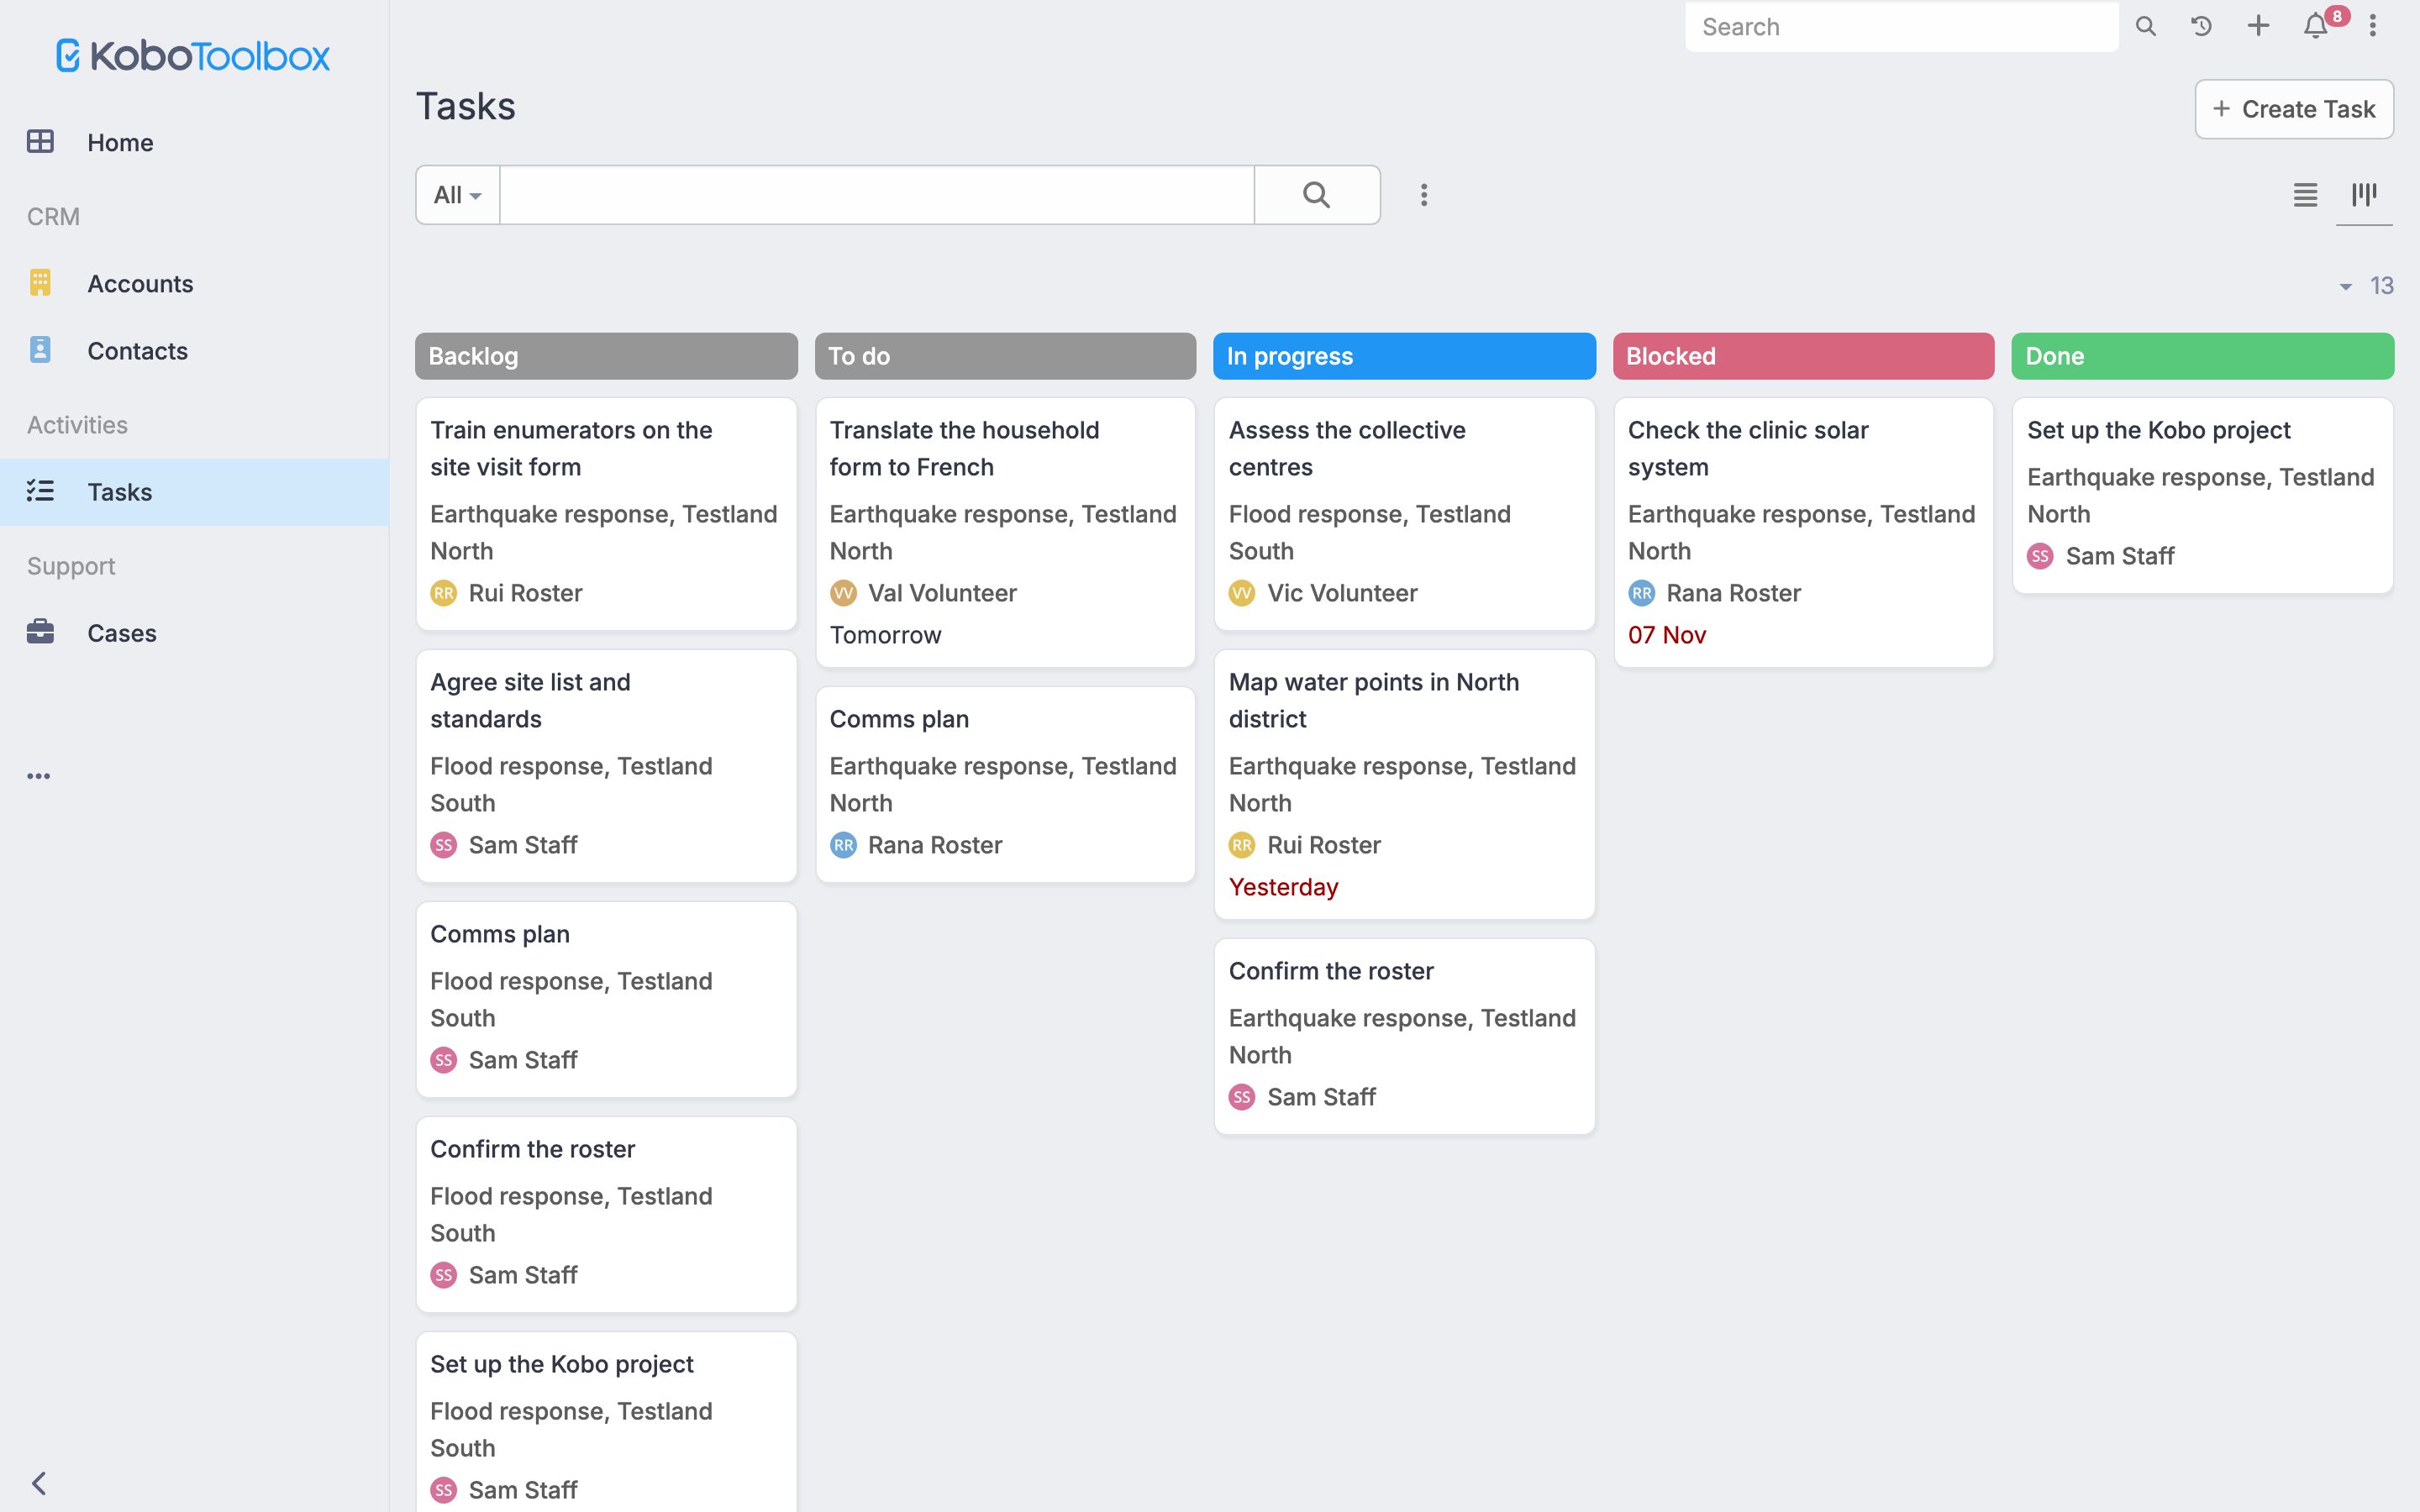 KoboToolbox
Search
8
Home
CRM
Accounts
Contacts
Activities
Tasks
Support
Cases
Tasks
+ Create Task
All
13
Backlog
Train enumerators on the
site visit form
Earthquake response, Testland
North
RR Rui Roster
Agree site list and
standards
Flood response, Testland
South
SS Sam Staff
Comms plan
Flood response, Testland
South
SS Sam Staff
Confirm the roster
Flood response, Testland
South
SS Sam Staff
Set up the Kobo project
Flood response, Testland
South
SS Sam Staff
To do
Translate the household
form to French
Earthquake response, Testland
North
VV Val Volunteer
Tomorrow
Comms plan
Earthquake response, Testland
North
RR Rana Roster
In progress
Assess the collective
centres
Flood response, Testland
South
VV Vic Volunteer
Map water points in North
district
Earthquake response, Testland
North
RR Rui Roster
Yesterday
Confirm the roster
Earthquake response, Testland
North
SS Sam Staff
Blocked
Check the clinic solar
system
Earthquake response, Testland
North
RR Rana Roster
07 Nov
Done
Set up the Kobo project
Earthquake response, Testland
North
SS Sam Staff